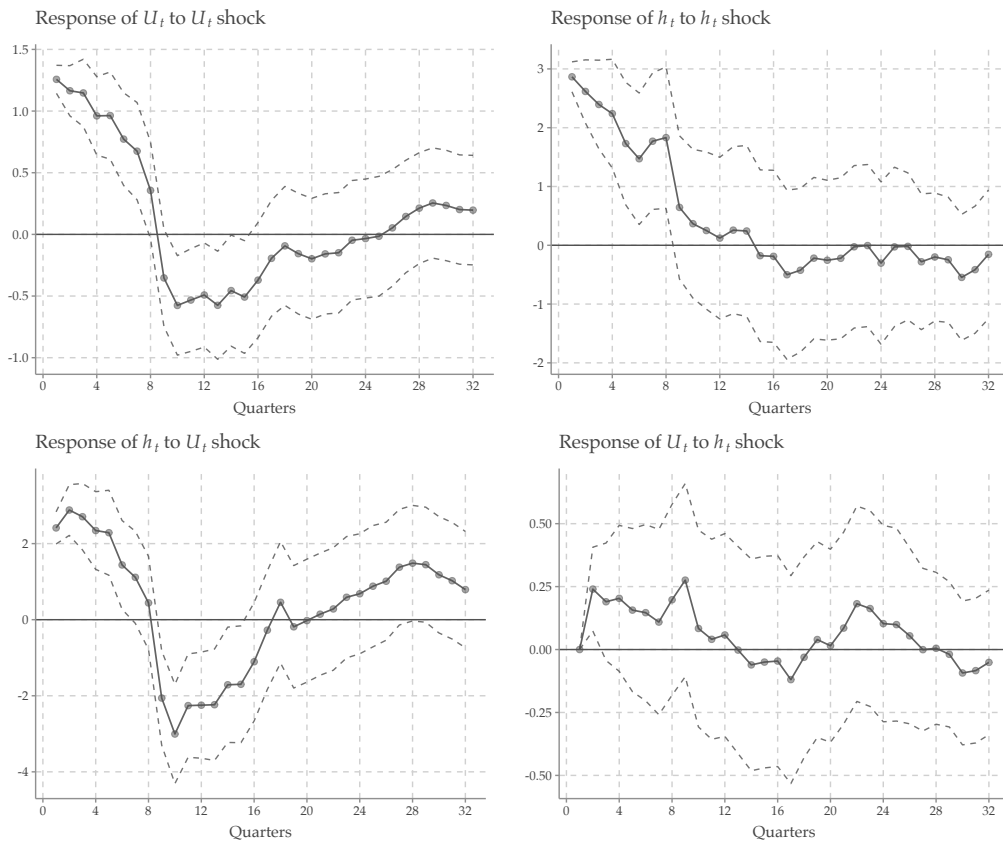 Response of U_t to U_t shock
1.5
1.0
0.5
0.0
-0.5
-1.0
0 4 8 12 16 20 24 28 32
Quarters
Response of h_t to h_t shock
3
2
1
0
-1
-2
0 4 8 12 16 20 24 28 32
Quarters
Response of h_t to U_t shock
2
0
-2
-4
0 4 8 12 16 20 24 28 32
Quarters
Response of U_t to h_t shock
0.50
0.25
0.00
-0.25
-0.50
0 4 8 12 16 20 24 28 32
Quarters